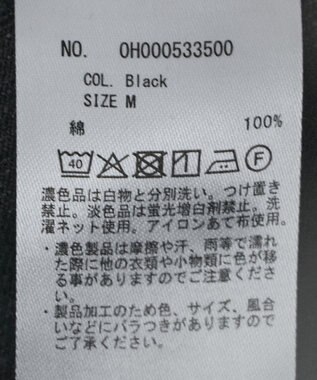 NO. 0H000533500
COL. Black
SIZE M
綿 100%
40 F
濃色品は白物と分別洗い。つけ置き
禁止。淡色品は蛍光増白剤禁止。洗
濯ネット使用。アイロンあて布使用。
・濃色製品は摩擦や汗、雨等で濡れ
た際に他の衣類や小物類に色が移
る事がありますのでご注意くださ
い。
・製品加工のため色、サイズ、風合
いなどにバラつきがありますので
ご了承ください。